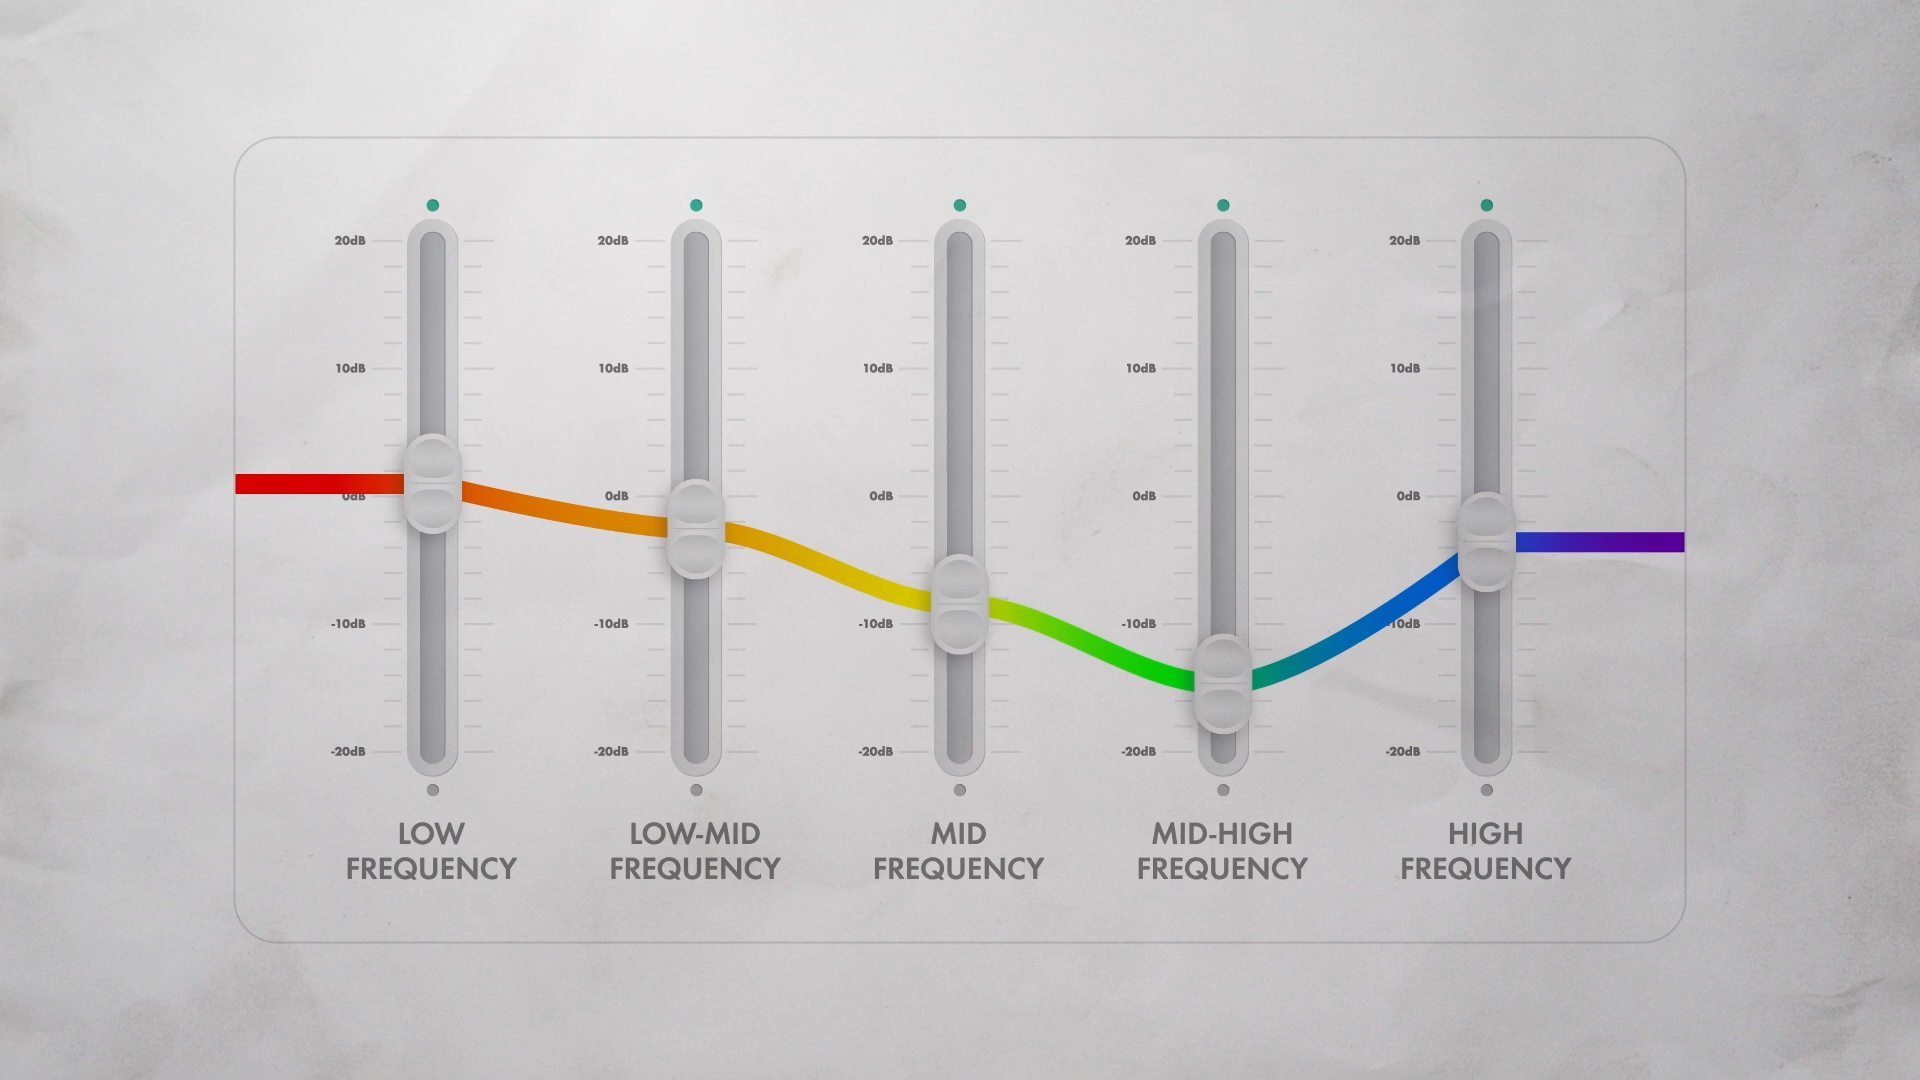 20dB 20dB 20dB 20dB 20dB
10dB 10dB 10dB 10dB 10dB
0dB 0dB 0dB 0dB 0dB
-10dB -10dB -10dB -10dB -10dB
-20dB -20dB -20dB -20dB -20dB
LOW LOW-MID MID MID-HIGH HIGH
FREQUENCY FREQUENCY FREQUENCY FREQUENCY FREQUENCY